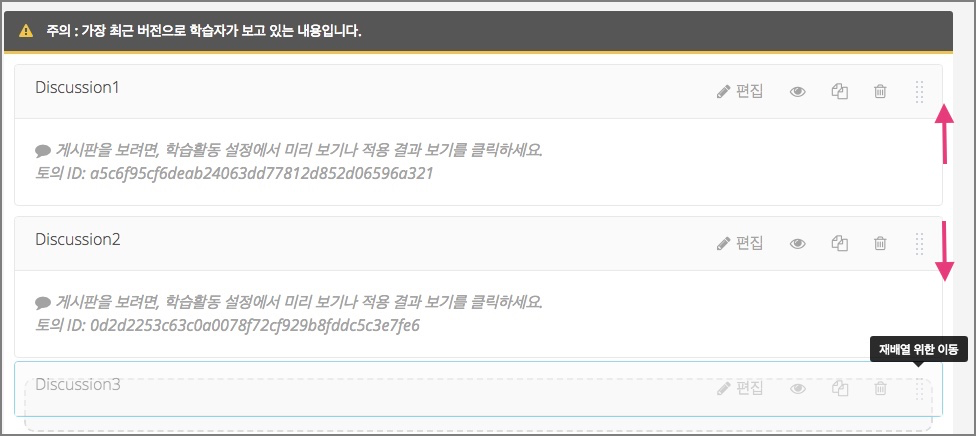 주의 : 가장 최근 버전으로 학습자가 보고 있는 내용입니다.
Discussion1
편집
게시판을 보려면, 학습활동 설정에서 미리 보기나 적용 결과 보기를 클릭하세요.
토의 ID: a5c6f95cf6deab24063dd77812d852d06596a321
Discussion2
편집
게시판을 보려면, 학습활동 설정에서 미리 보기나 적용 결과 보기를 클릭하세요.
토의 ID: 0d2d2253c63c0a0078f72cf929b8fddc5c3e7fe6
재배열 위한 이동
Discussion3
편집